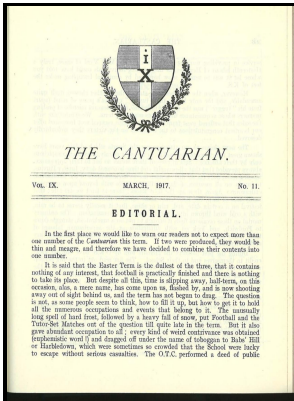 i
X
THE CANTUARIAN.
VOL. IX. MARCH, 1917. No. 11.
EDITORIAL.
In the first place we would like to warn our readers not to expect more than
one number of the Cantuarian this term. If two were produced, they would be
thin and meagre, and therefore we have decided to combine their contents into
one number.
It is said that the Easter Term is the dullest of the three, that it contains
nothing of any interest, that football is practically finished and there is nothing
to take its place. But despite all this, time is slipping away, half-term, on this
occasion, alas, a mere name, has come upon us, flashed by, and is now shooting
away out of sight behind us, and the term has not begun to drag. The question
is not, as some people seem to think, how to fill it up, but how to get it to hold
all the numerous occupations and events that belong to it. The unusually
long spell of hard frost, followed by a heavy fall of snow, put Football and the
Tutor-Set Matches out of the question till quite late in the term. But it also
gave abundant occupation to all; every kind of weird contrivance was obtained
(euphemistic word!) and dragged off under the name of toboggan to Babs' Hill
or Harbledown, which were sometimes so crowded that the School were lucky
to escape without serious casualties. The O.T.C. performed a deed of public